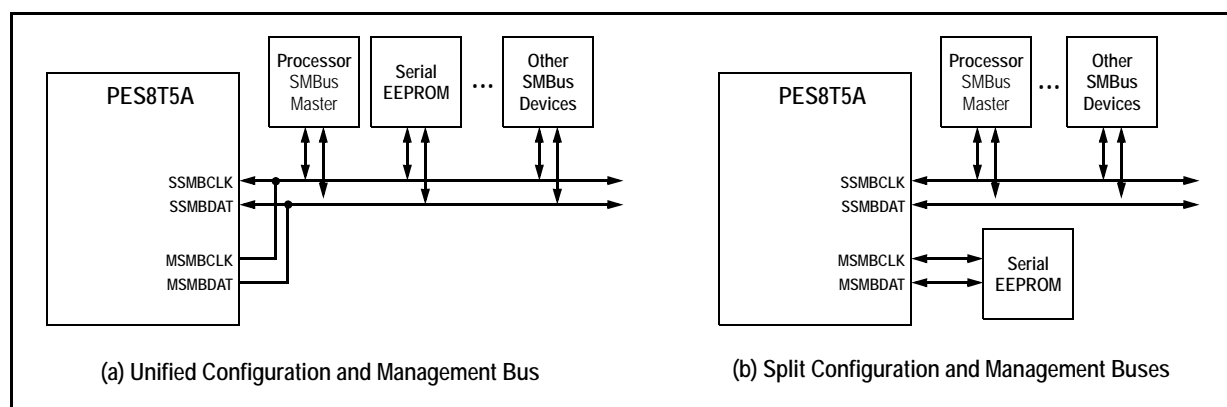 PES8T5A
Processor
SMBus
Master
Serial
EEPROM
...
Other
SMBus
Devices
SSMBCLK
SSMBDAT
MSMBCLK
MSMBDAT
(a) Unified Configuration and Management Bus
PES8T5A
Processor
SMBus
Master
...
Other
SMBus
Devices
SSMBCLK
SSMBDAT
MSMBCLK
MSMBDAT
Serial
EEPROM
(b) Split Configuration and Management Buses